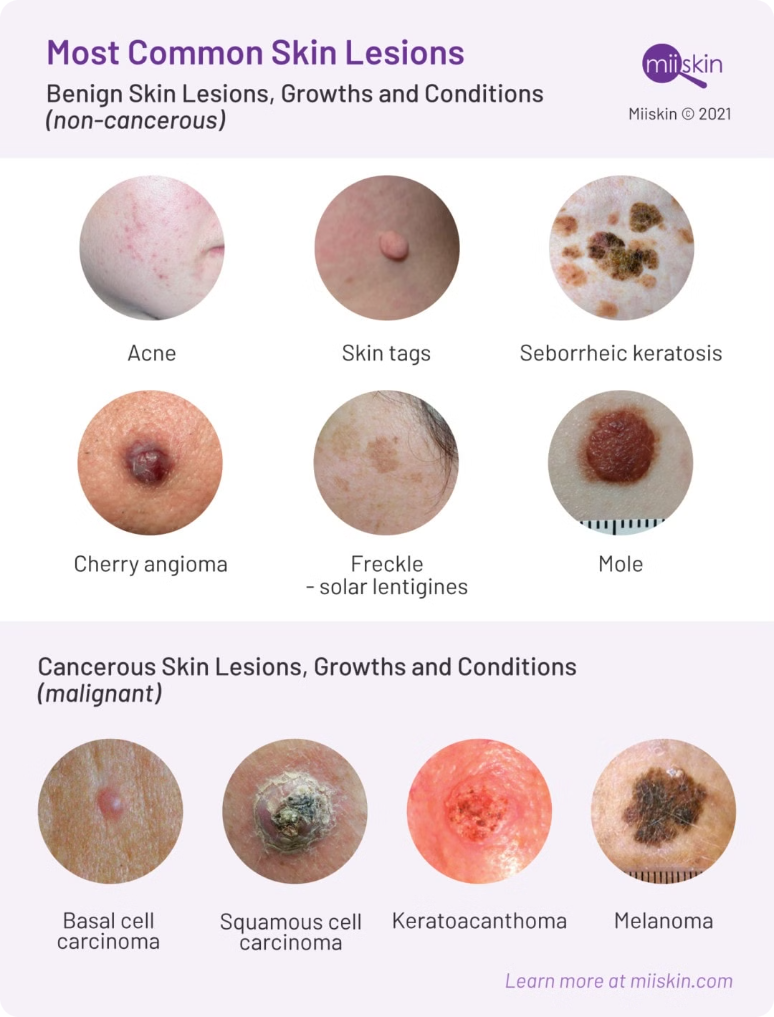 Most Common Skin Lesions
Benign Skin Lesions, Growths and Conditions
(non-cancerous)
miiskin
Miiskin © 2021
Acne
Skin tags
Seborrheic keratosis
Cherry angioma
Freckle
- solar lentigines
Mole
Cancerous Skin Lesions, Growths and Conditions
(malignant)
Basal cell
carcinoma
Squamous cell
carcinoma
Keratoacanthoma
Melanoma
Learn more at miiskin.com